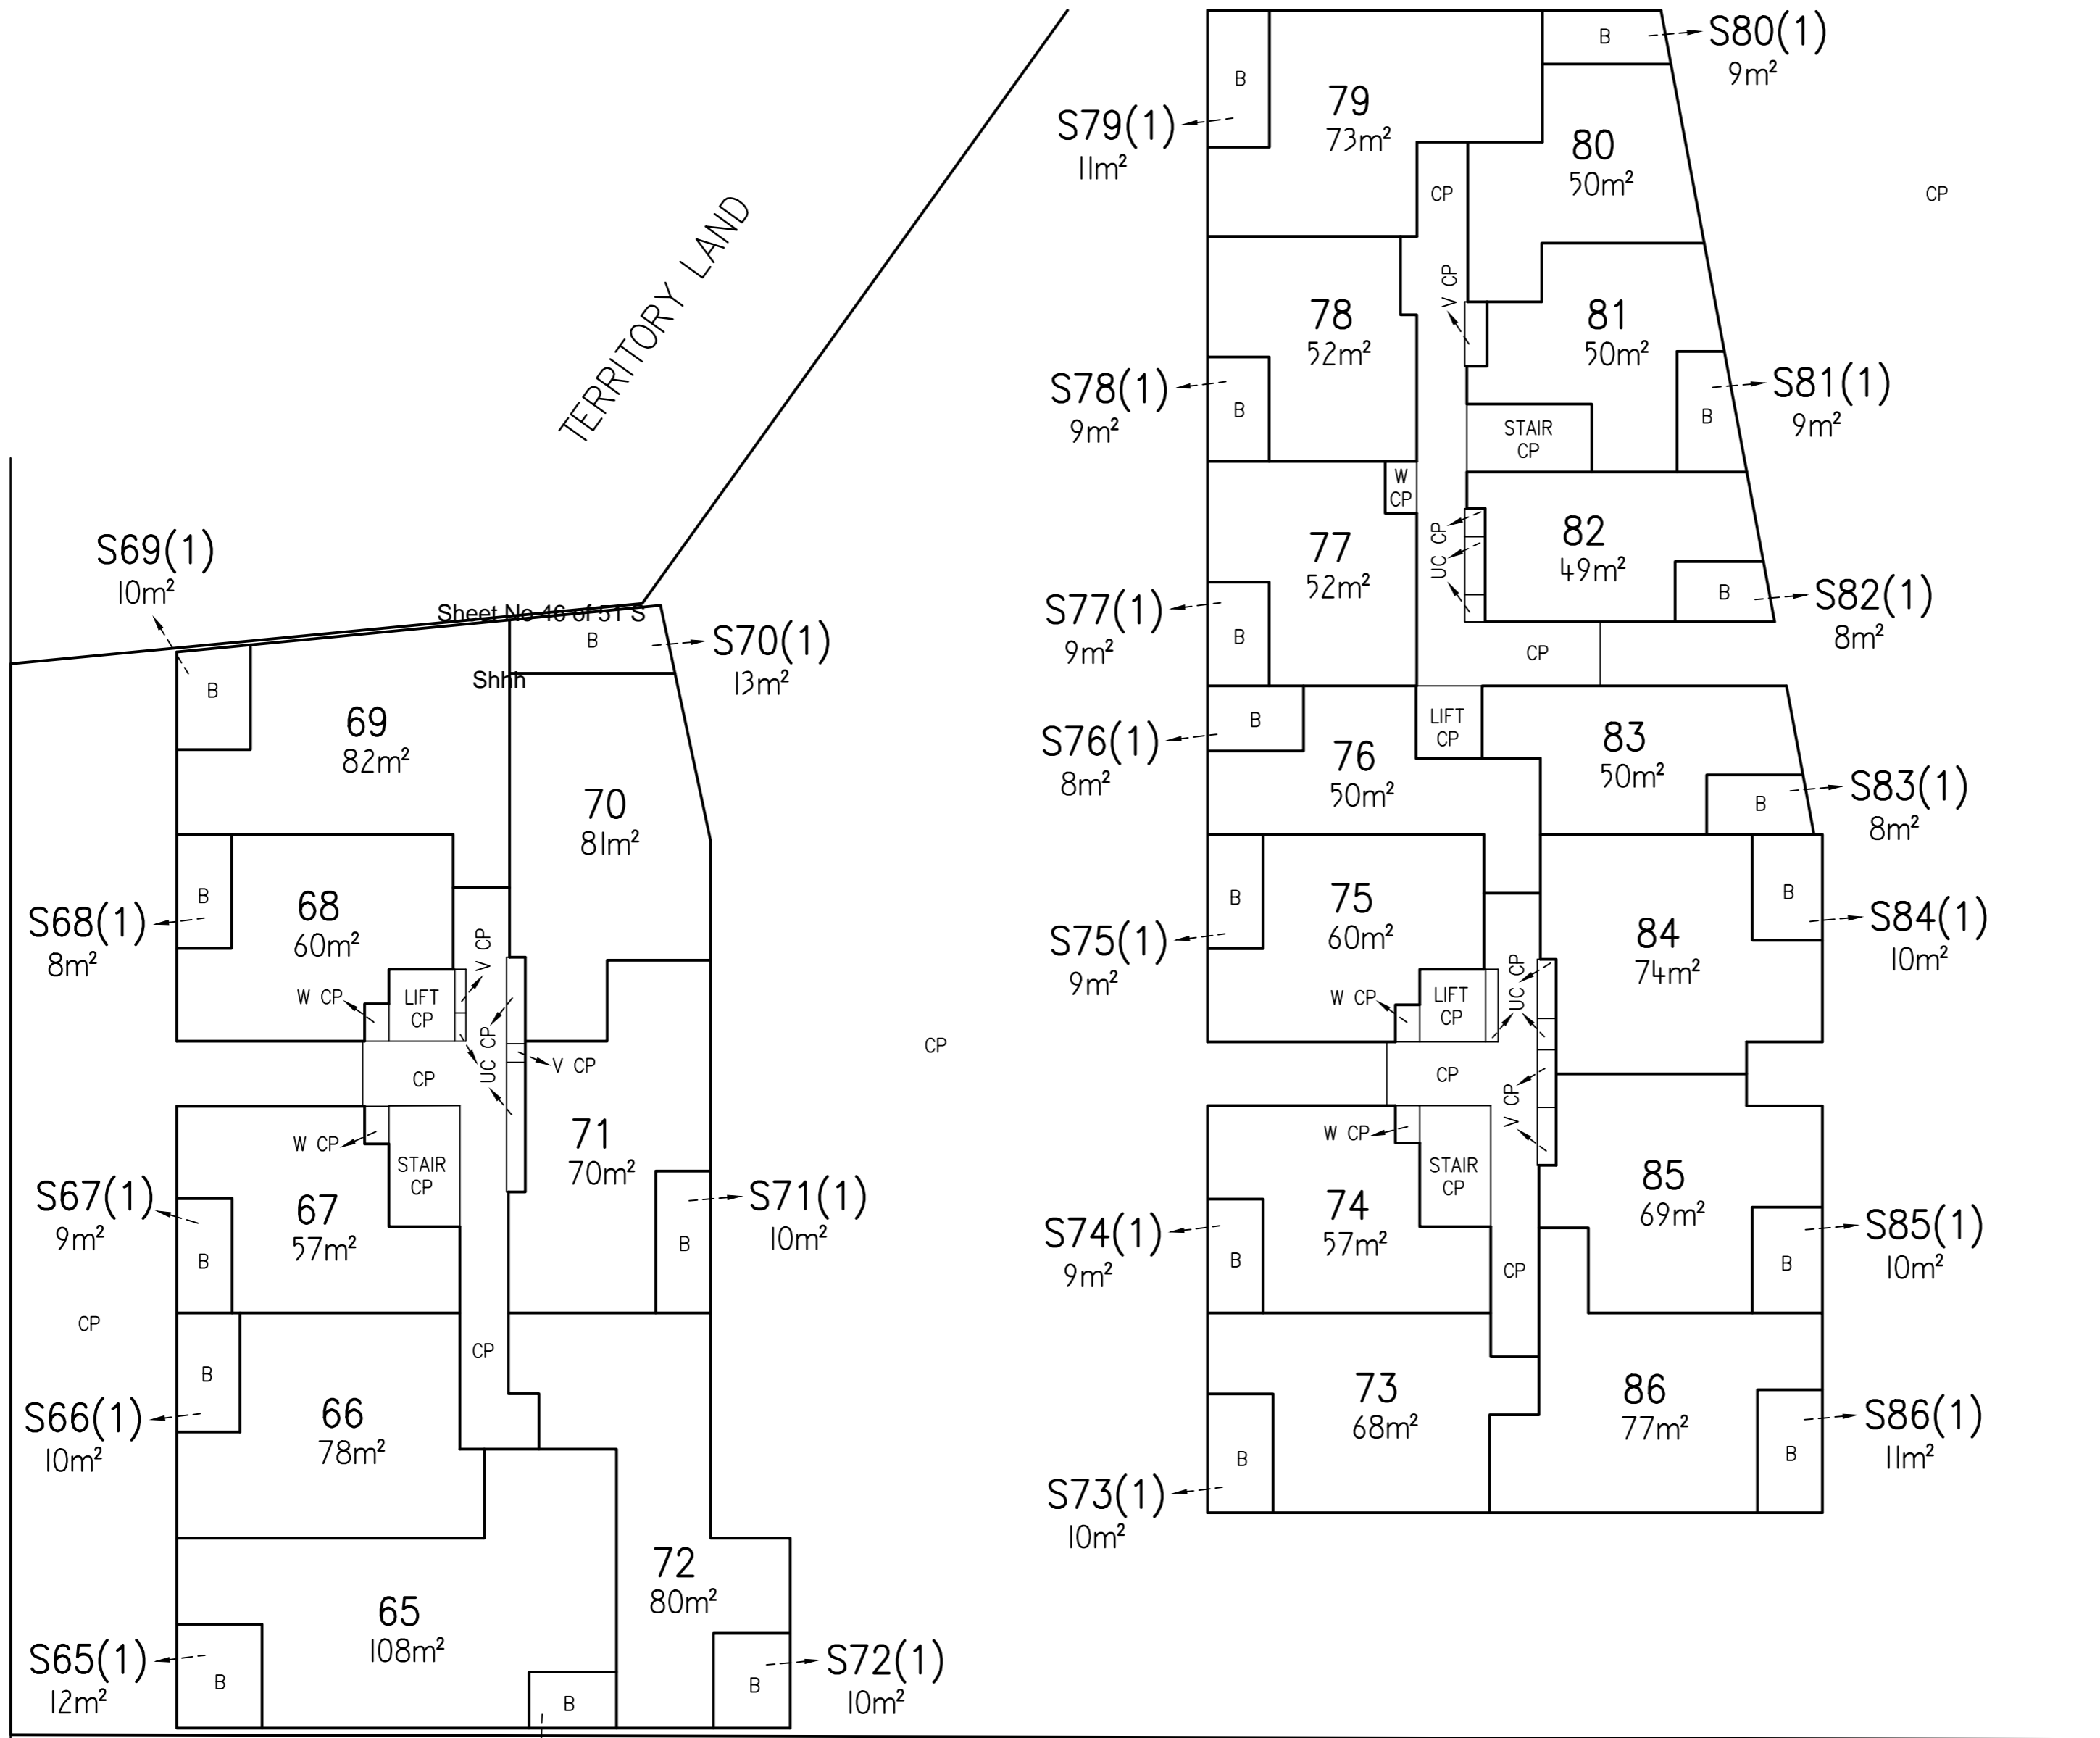 TERRITORY LAND
Sheet No 46 of 51 S
Shhh
S69(1)
10m²
B
69
82m²
B
S70(1)
13m²
70
81m²
S68(1)
8m²
B
68
60m²
W CP
LIFT
CP
V CP
UC CP
V CP
CP
W CP
STAIR
CP
S67(1)
9m²
B
67
57m²
71
70m²
B
S71(1)
10m²
CP
CP
CP
B
S66(1)
10m²
66
78m²
65
108m²
S65(1)
12m²
B
B
72
80m²
B
S72(1)
10m²
B
S79(1)
11m²
79
73m²
B
S80(1)
9m²
80
50m²
CP
CP
78
52m²
V CP
S78(1)
9m²
B
81
50m²
S81(1)
9m²
B
STAIR
CP
W
CP
77
52m²
UC CP
82
49m²
B
S82(1)
8m²
S77(1)
9m²
B
CP
B
S76(1)
8m²
76
50m²
LIFT
CP
83
50m²
B
S83(1)
8m²
B
S75(1)
9m²
75
60m²
84
74m²
B
S84(1)
10m²
W CP
LIFT
CP
UC CP
CP
V CP
W CP
STAIR
CP
S74(1)
9m²
B
74
57m²
85
69m²
B
S85(1)
10m²
CP
73
68m²
B
S73(1)
10m²
86
77m²
B
S86(1)
11m²